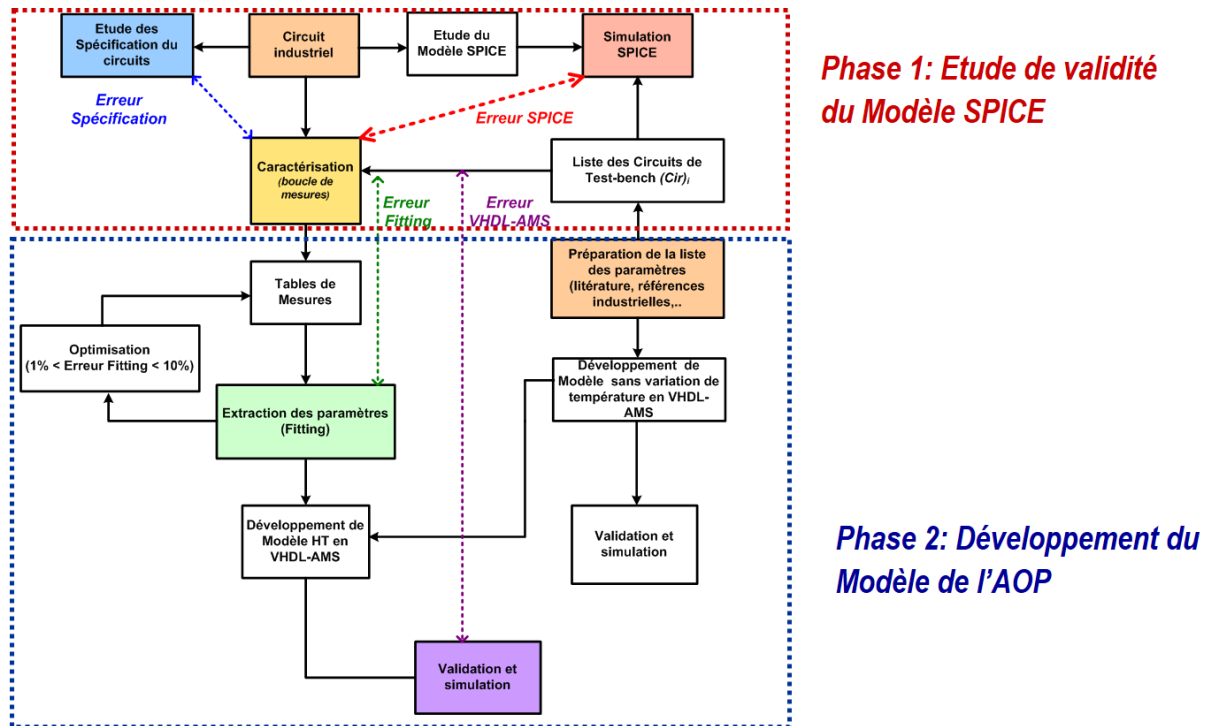 Etude des
Spécification du
circuits
Circuit
industriel
Etude du
Modèle SPICE
Simulation
SPICE
Phase 1: Etude de validité
du Modèle SPICE
Erreur
Spécification
Erreur SPICE
Caractérisation
(boucle de
mesures)
Liste des Circuits de
Test-bench (Cir)i
Erreur
Fitting
Erreur
VHDL-AMS
Préparation de la liste
des paramètres
(litérature, références
industrielles,..
Tables de
Mesures
Optimisation
(1% < Erreur Fitting < 10%)
Développement de
Modèle sans variation de
température en VHDL-
AMS
Extraction des paramètres
(Fitting)
Développement de
Modèle HT en
VHDL-AMS
Validation et
simulation
Phase 2: Développement du
Modèle de l'AOP
Validation et
simulation